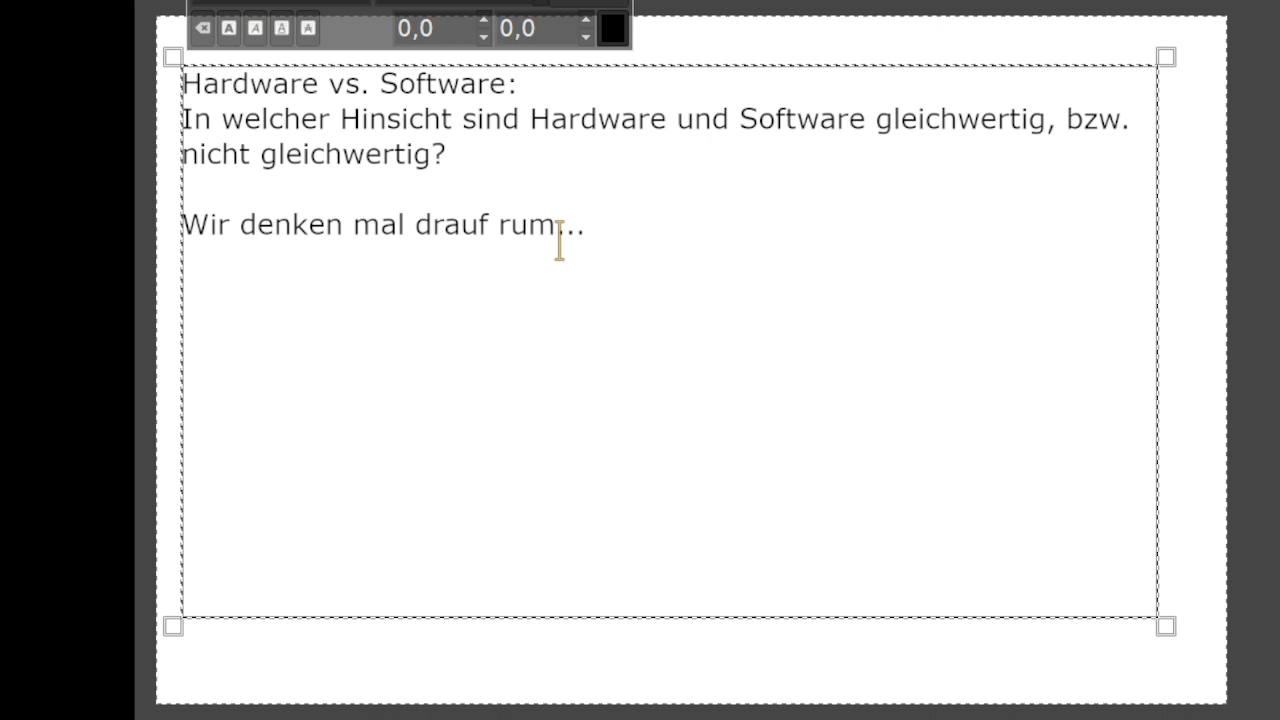 0,0 0,0
Hardware vs. Software:
In welcher Hinsicht sind Hardware und Software gleichwertig, bzw.
nicht gleichwertig?
Wir denken mal drauf rum...